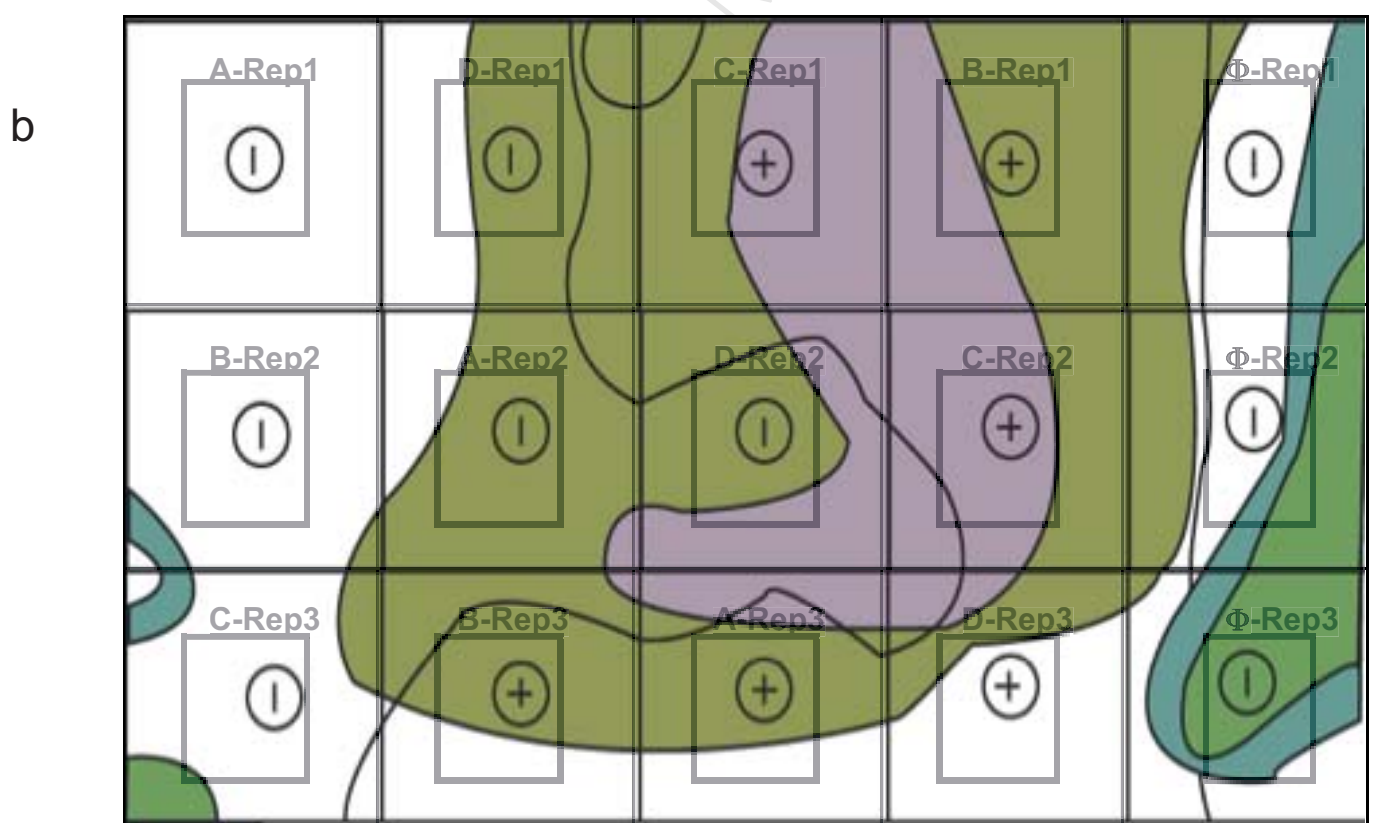 b
A-Rep1 D-Rep1 C-Rep1 B-Rep1 Φ-Rep1
B-Rep2 A-Rep2 D-Rep2 C-Rep2 Φ-Rep2
C-Rep3 B-Rep3 A-Rep3 D-Rep3 Φ-Rep3